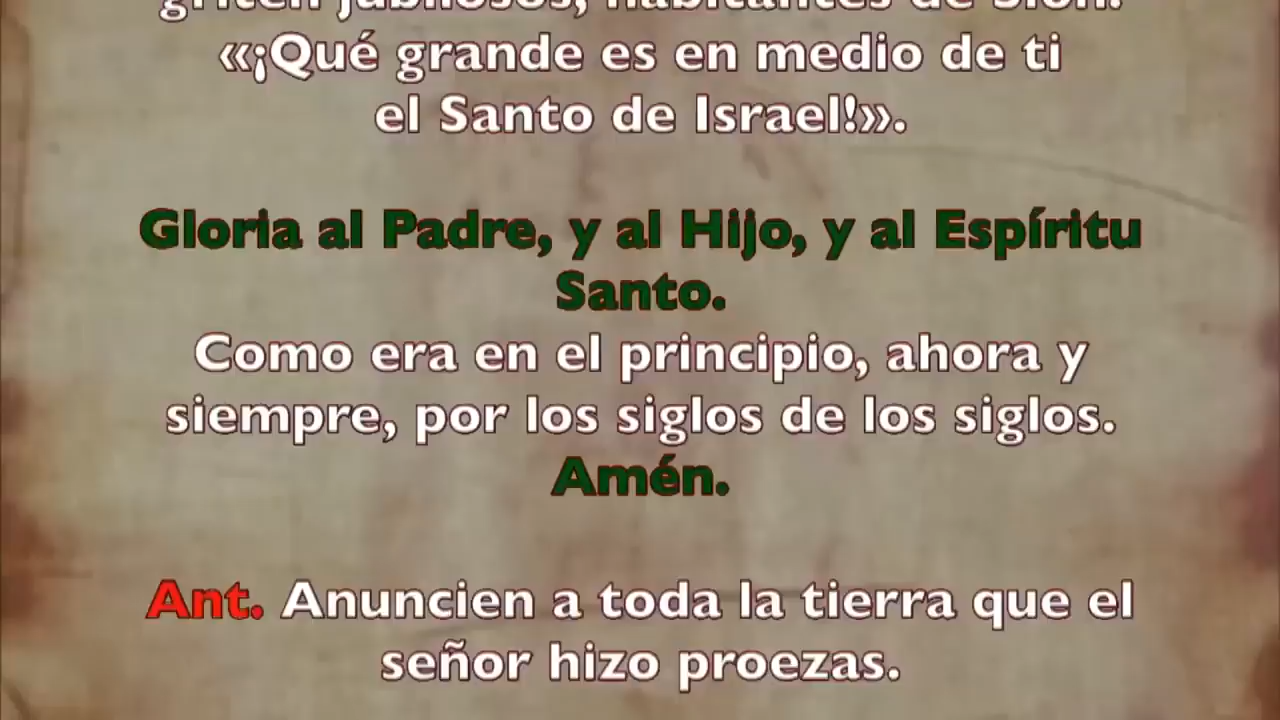 griten jubilosos, habitantes de Sión:
«¡Qué grande es en medio de ti
el Santo de Israel!».
Gloria al Padre, y al Hijo, y al Espíritu
Santo.
Como era en el principio, ahora y
siempre, por los siglos de los siglos.
Amén.
Ant. Anuncien a toda la tierra que el
señor hizo proezas.